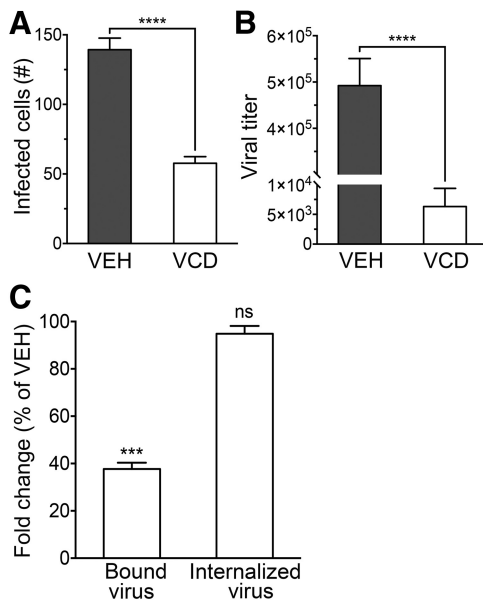 A
Infected cells (#)
150
100
50
0
****
VEH
VCD
B
Viral titer
6×10⁵
5×10⁵
4×10⁵
1×10⁴
5×10³
0
****
VEH
VCD
C
Fold change (% of VEH)
100
80
60
40
20
0
***
ns
Bound
virus
Internalized
virus